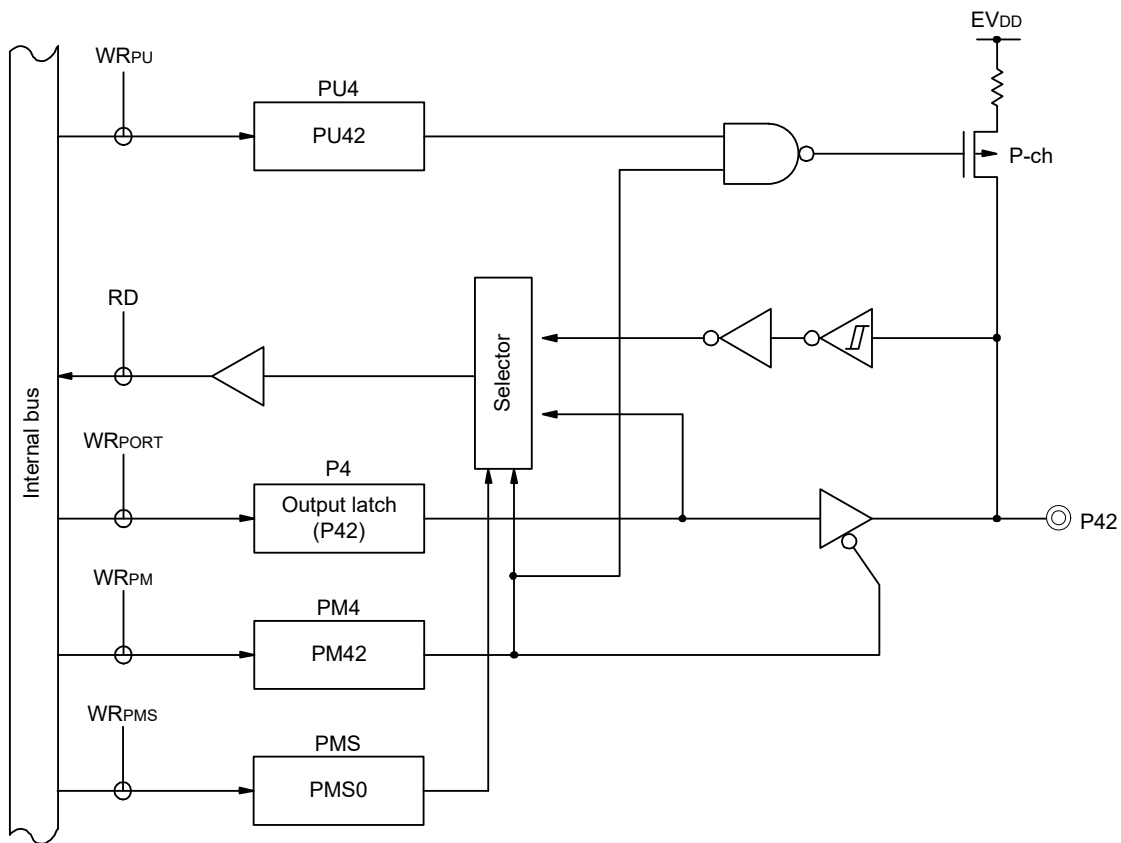 EVDD
WRPU
PU4
PU42
P-ch
RD
Selector
Internal bus
WRPORT
P4
Output latch
(P42)
P42
WRPM
PM4
PM42
WRPMS
PMS
PMS0